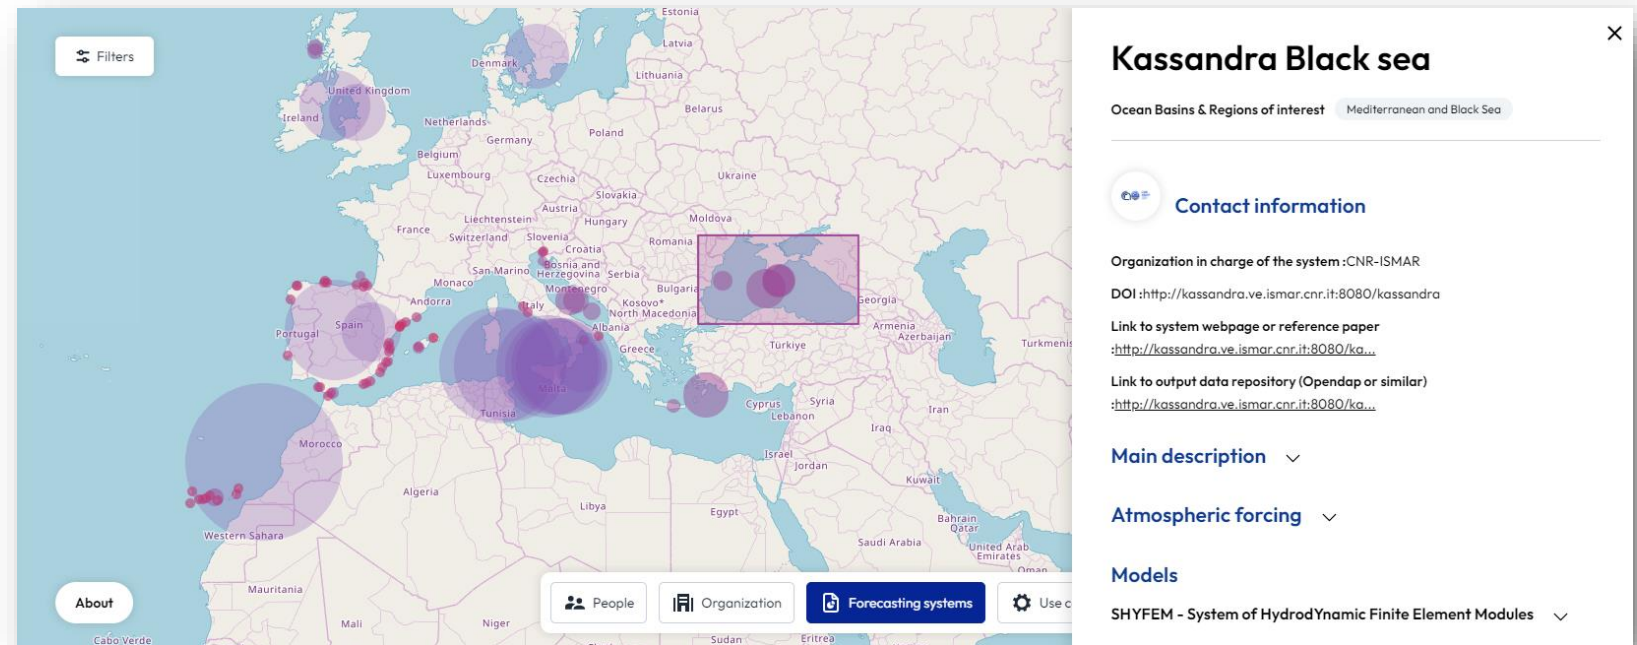 Filters
Estonia
Latvia
Denmark
Lithuania
United Kingdom
Ireland
Belarus
Netherlands
Germany
Poland
Belgium
Luxembourg
Czechia
Ukraine
Slovakia
Austria
Liechtenstein
Hungary
Moldova
France
Switzerland
Slovenia
Romania
Croatia
San Marino
Bosnia and
Herzegovina
Serbia
Monaco
Montenegro
Bulgaria
Andorra
Italy
Kosovo*
North Macedonia
Georgia
Portugal
Spain
Albania
Armenia
Azerbaijan
Greece
Türkiye
Turkmenis
Malta
Tunisia
Cyprus
Syria
Lebanon
Iran
Morocco
Iraq
Israel
Jordan
Kuwait
Algeria
Libya
Egypt
Bahrain
Qatar
Western Sahara
Saudi Arabia
United Arab
Emirates
Oman
Mauritania
Mali
Niger
Cabo Verde
Sudan
Eritrea
About
People
Organization
Forecasting systems
Use c
Kassandra Black sea
Ocean Basins & Regions of interest Mediterranean and Black Sea
Contact information
Organization in charge of the system :CNR-ISMAR
DOI :http://kassandra.ve.ismar.cnr.it:8080/kassandra
Link to system webpage or reference paper
:http://kassandra.ve.ismar.cnr.it:8080/ka...
Link to output data repository (Opendap or similar)
:http://kassandra.ve.ismar.cnr.it:8080/ka...
Main description
Atmospheric forcing
Models
SHYFEM - System of HydrodYnamic Finite Element Modules